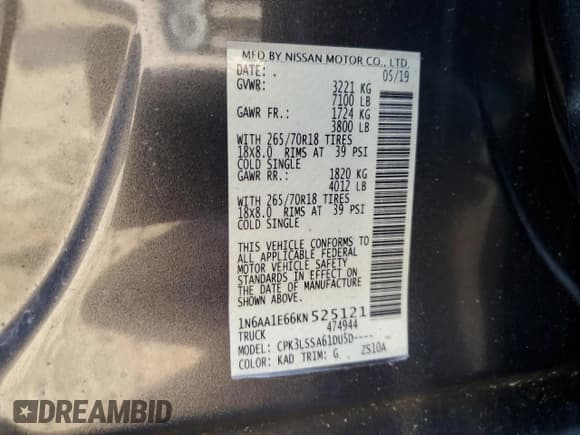 MFD BY NISSAN MOTOR CO., LTD.
DATE: 05/19
GVWR: 3221 KG
7100 LB
GAWR FR.: 1724 KG
3800 LB
WITH 265/70R18 TIRES
18X8.0 RIMS AT 39 PSI
COLD SINGLE
GAWR RR.: 1820 KG
4012 LB
WITH 265/70R18 TIRES
18X8.0 RIMS AT 39 PSI
COLD SINGLE
THIS VEHICLE CONFORMS TO
ALL APPLICABLE FEDERAL
MOTOR VEHICLE SAFETY
STANDARDS IN EFFECT ON
THE DATE OF MANUFACTURE
SHOWN ABOVE.
1N6AA1E66KN525121
TRUCK 474944
MODEL: CPK3LSSA61DU5D----
COLOR: KAD TRIM: G ZS10A
DREAMBID